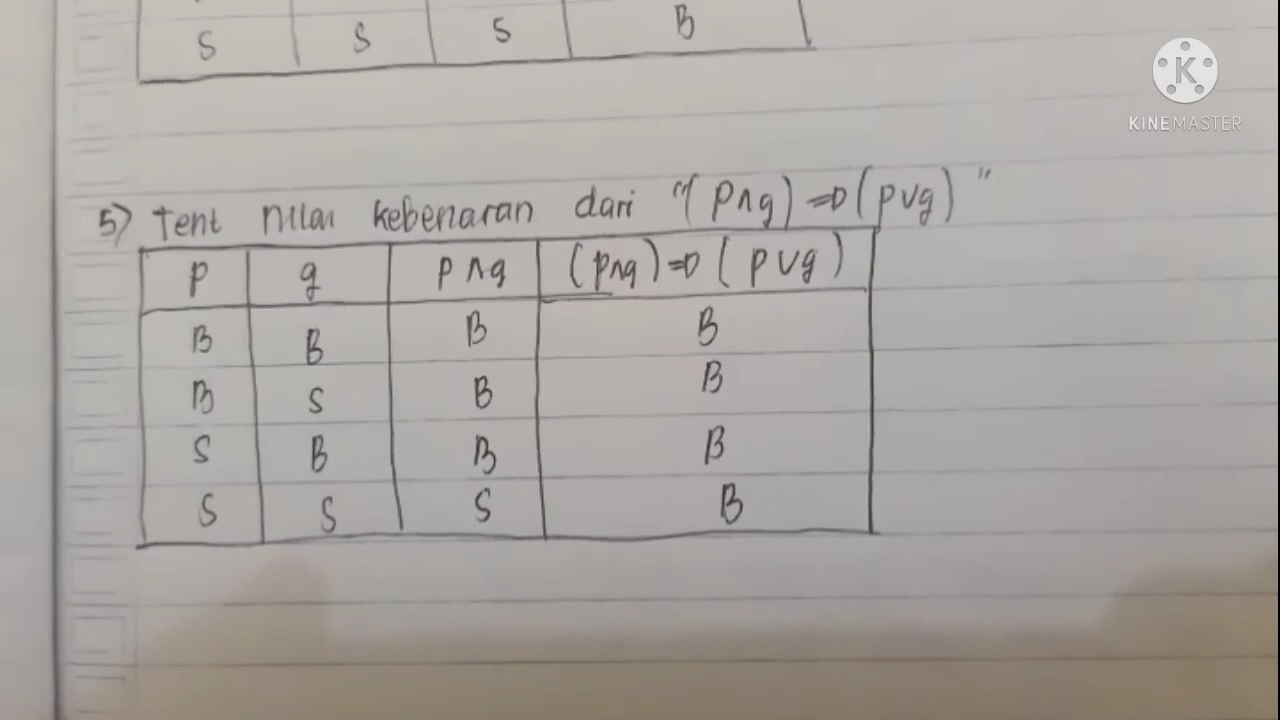 S S S B
KINEMASTER
5) Tent nilai kebenaran dari "(p∧q) => (p∨q)"
p q p∧q (p∧q) => (p∨q)
B B B B
B S B B
S B B B
S S S B